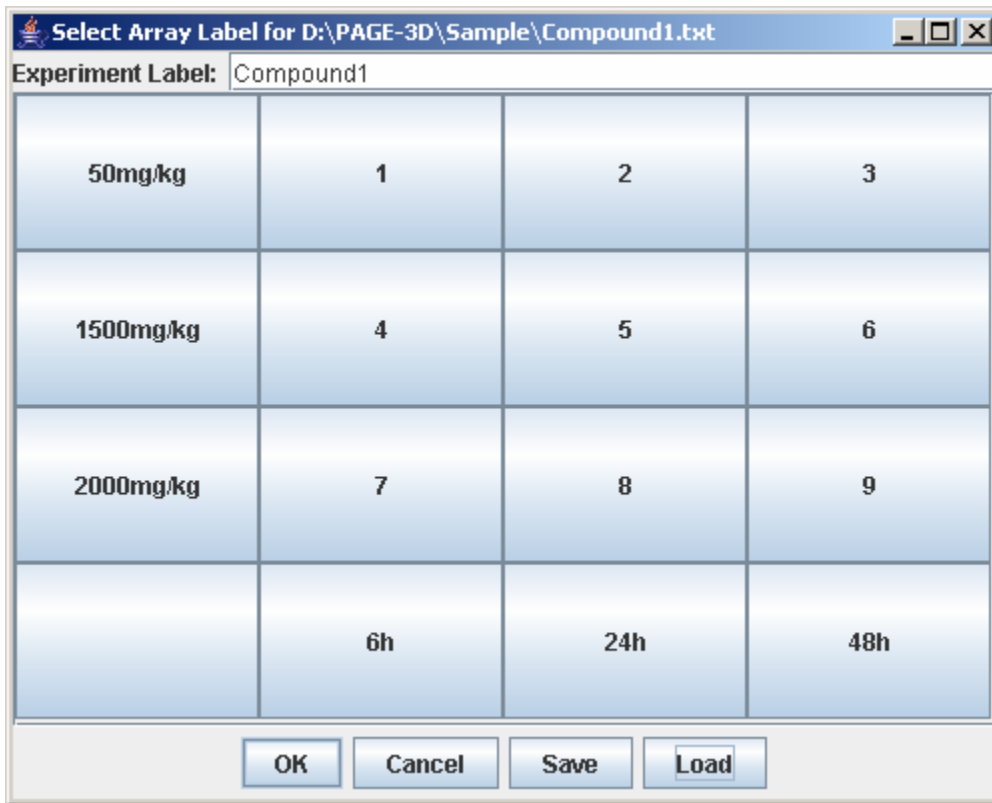 Select Array Label for D:\PAGE-3D\Sample\Compound1.txt
Experiment Label: Compound1
50mg/kg 1 2 3
1500mg/kg 4 5 6
2000mg/kg 7 8 9
6h 24h 48h
OK Cancel Save Load